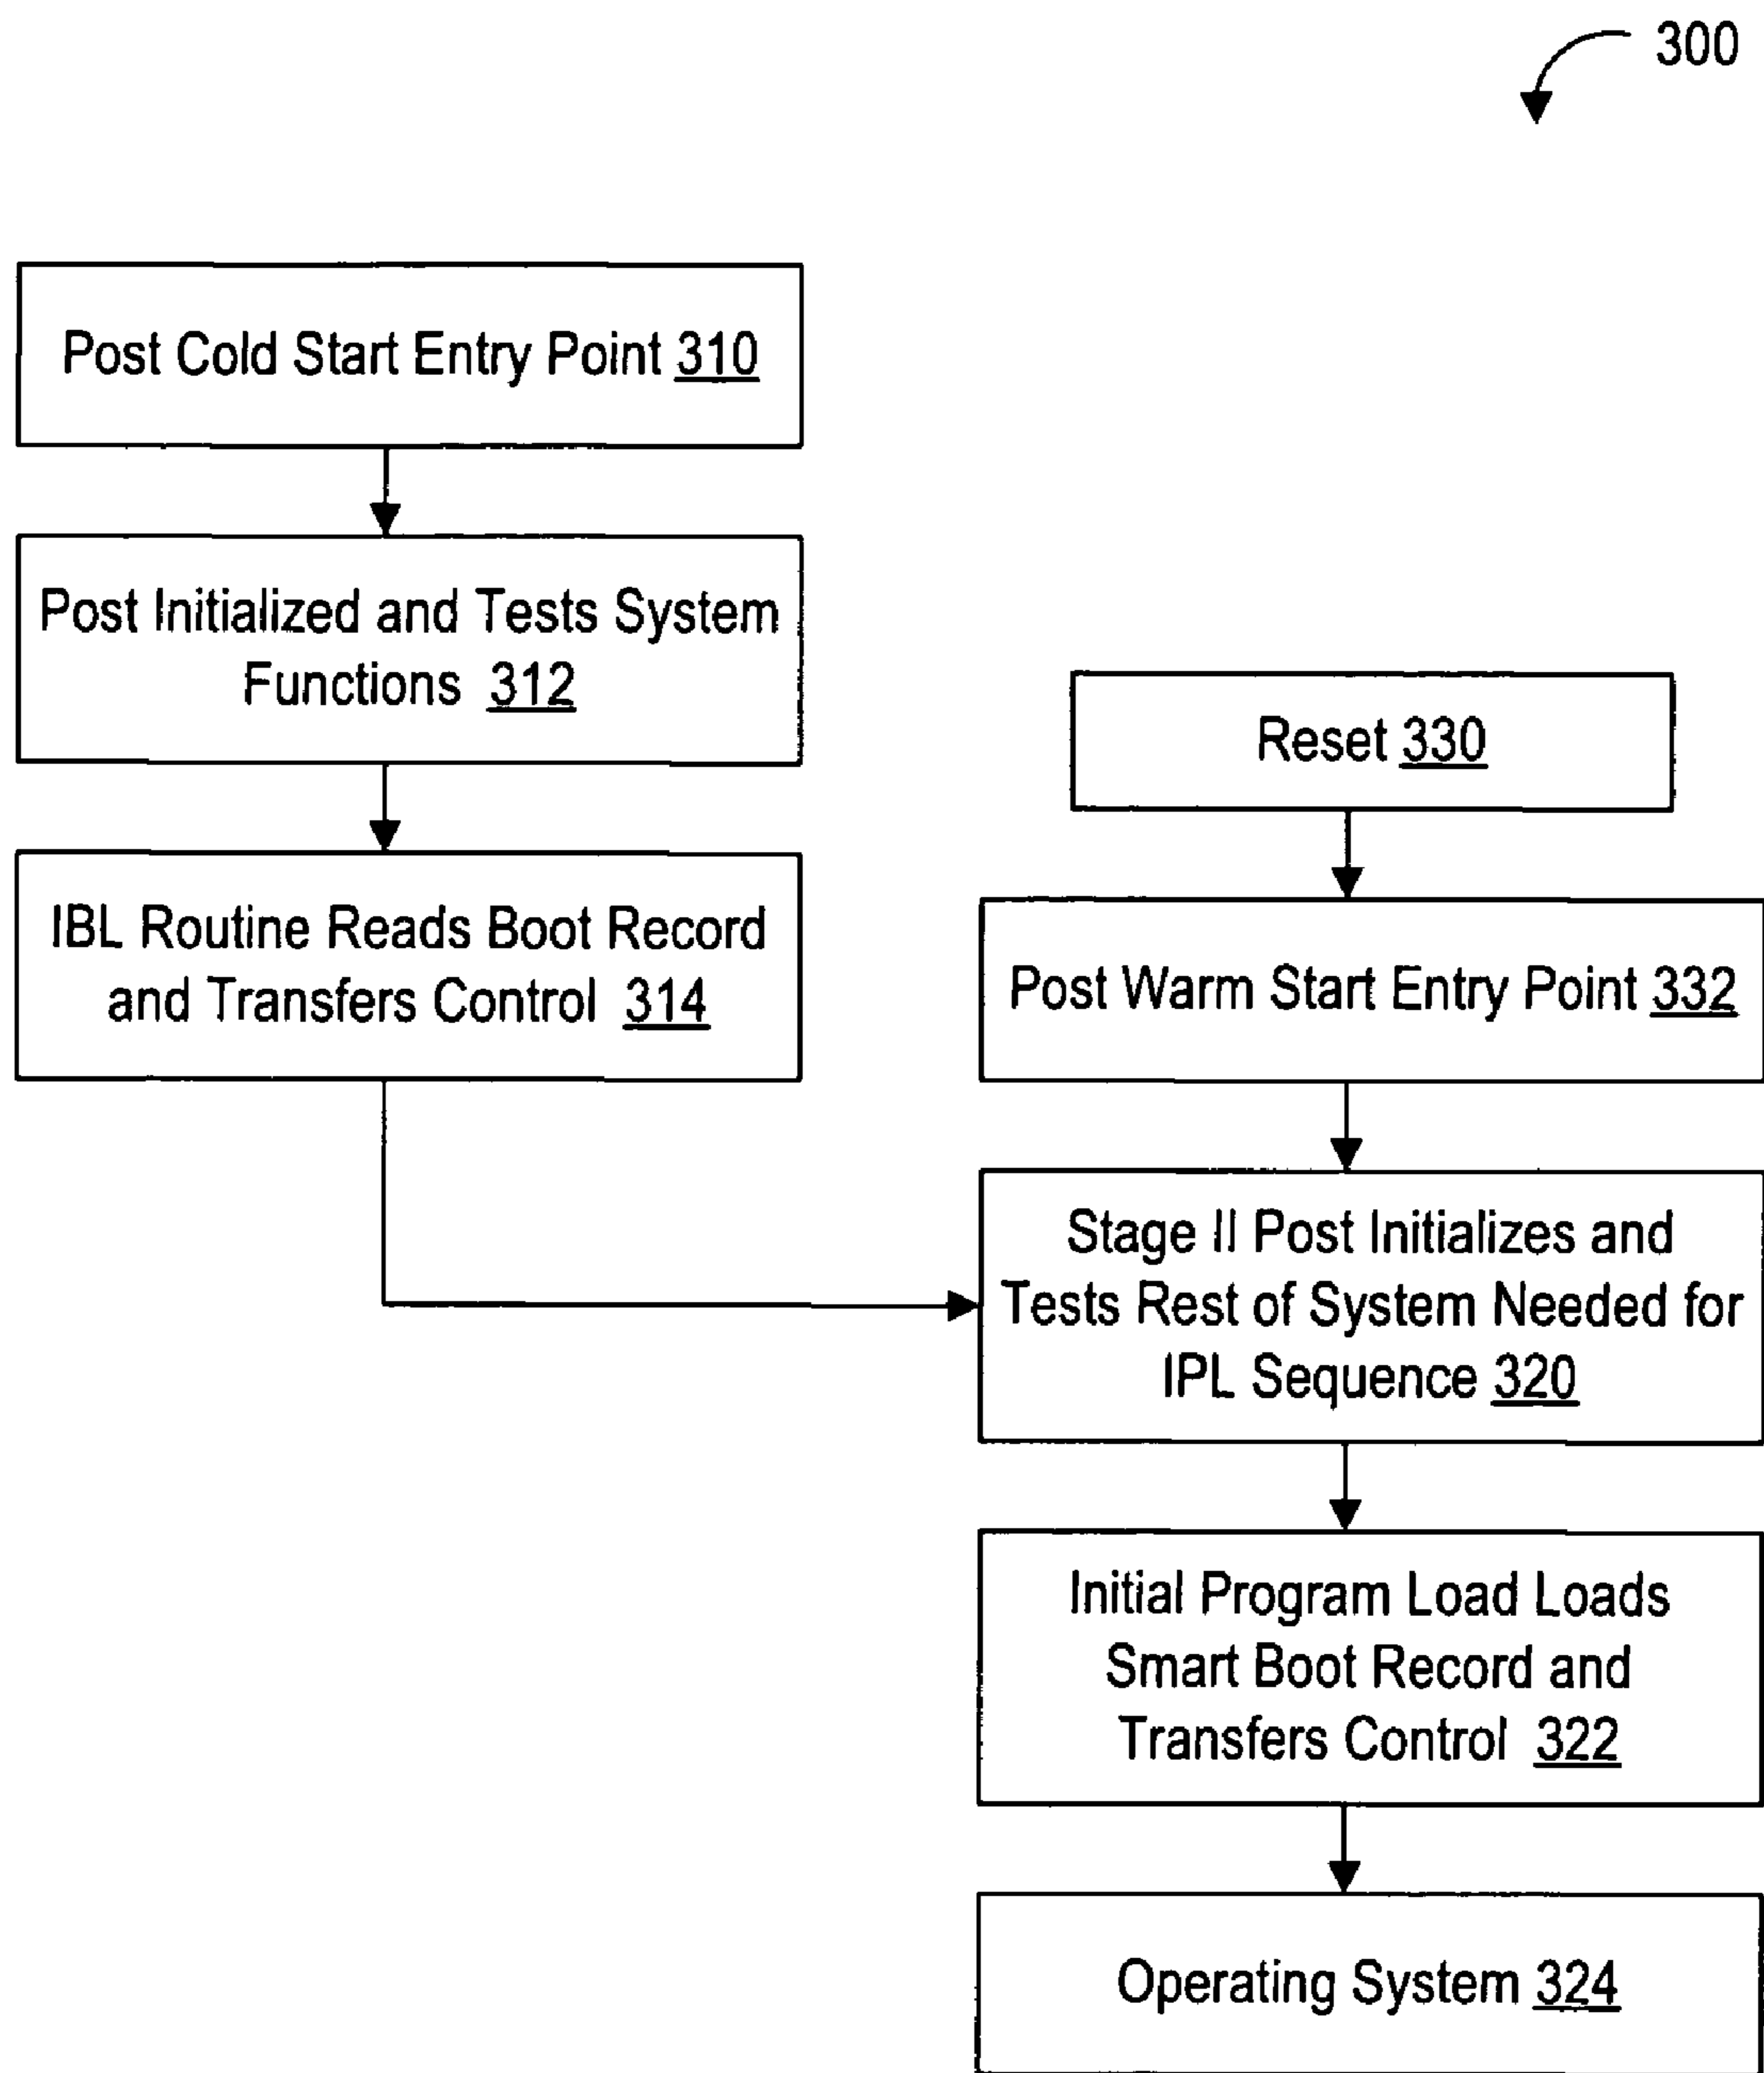 300
Post Cold Start Entry Point 310
Post Initialized and Tests System
Functions 312
IBL Routine Reads Boot Record
and Transfers Control 314
Reset 330
Post Warm Start Entry Point 332
Stage II Post Initializes and
Tests Rest of System Needed for
IPL Sequence 320
Initial Program Load Loads
Smart Boot Record and
Transfers Control 322
Operating System 324